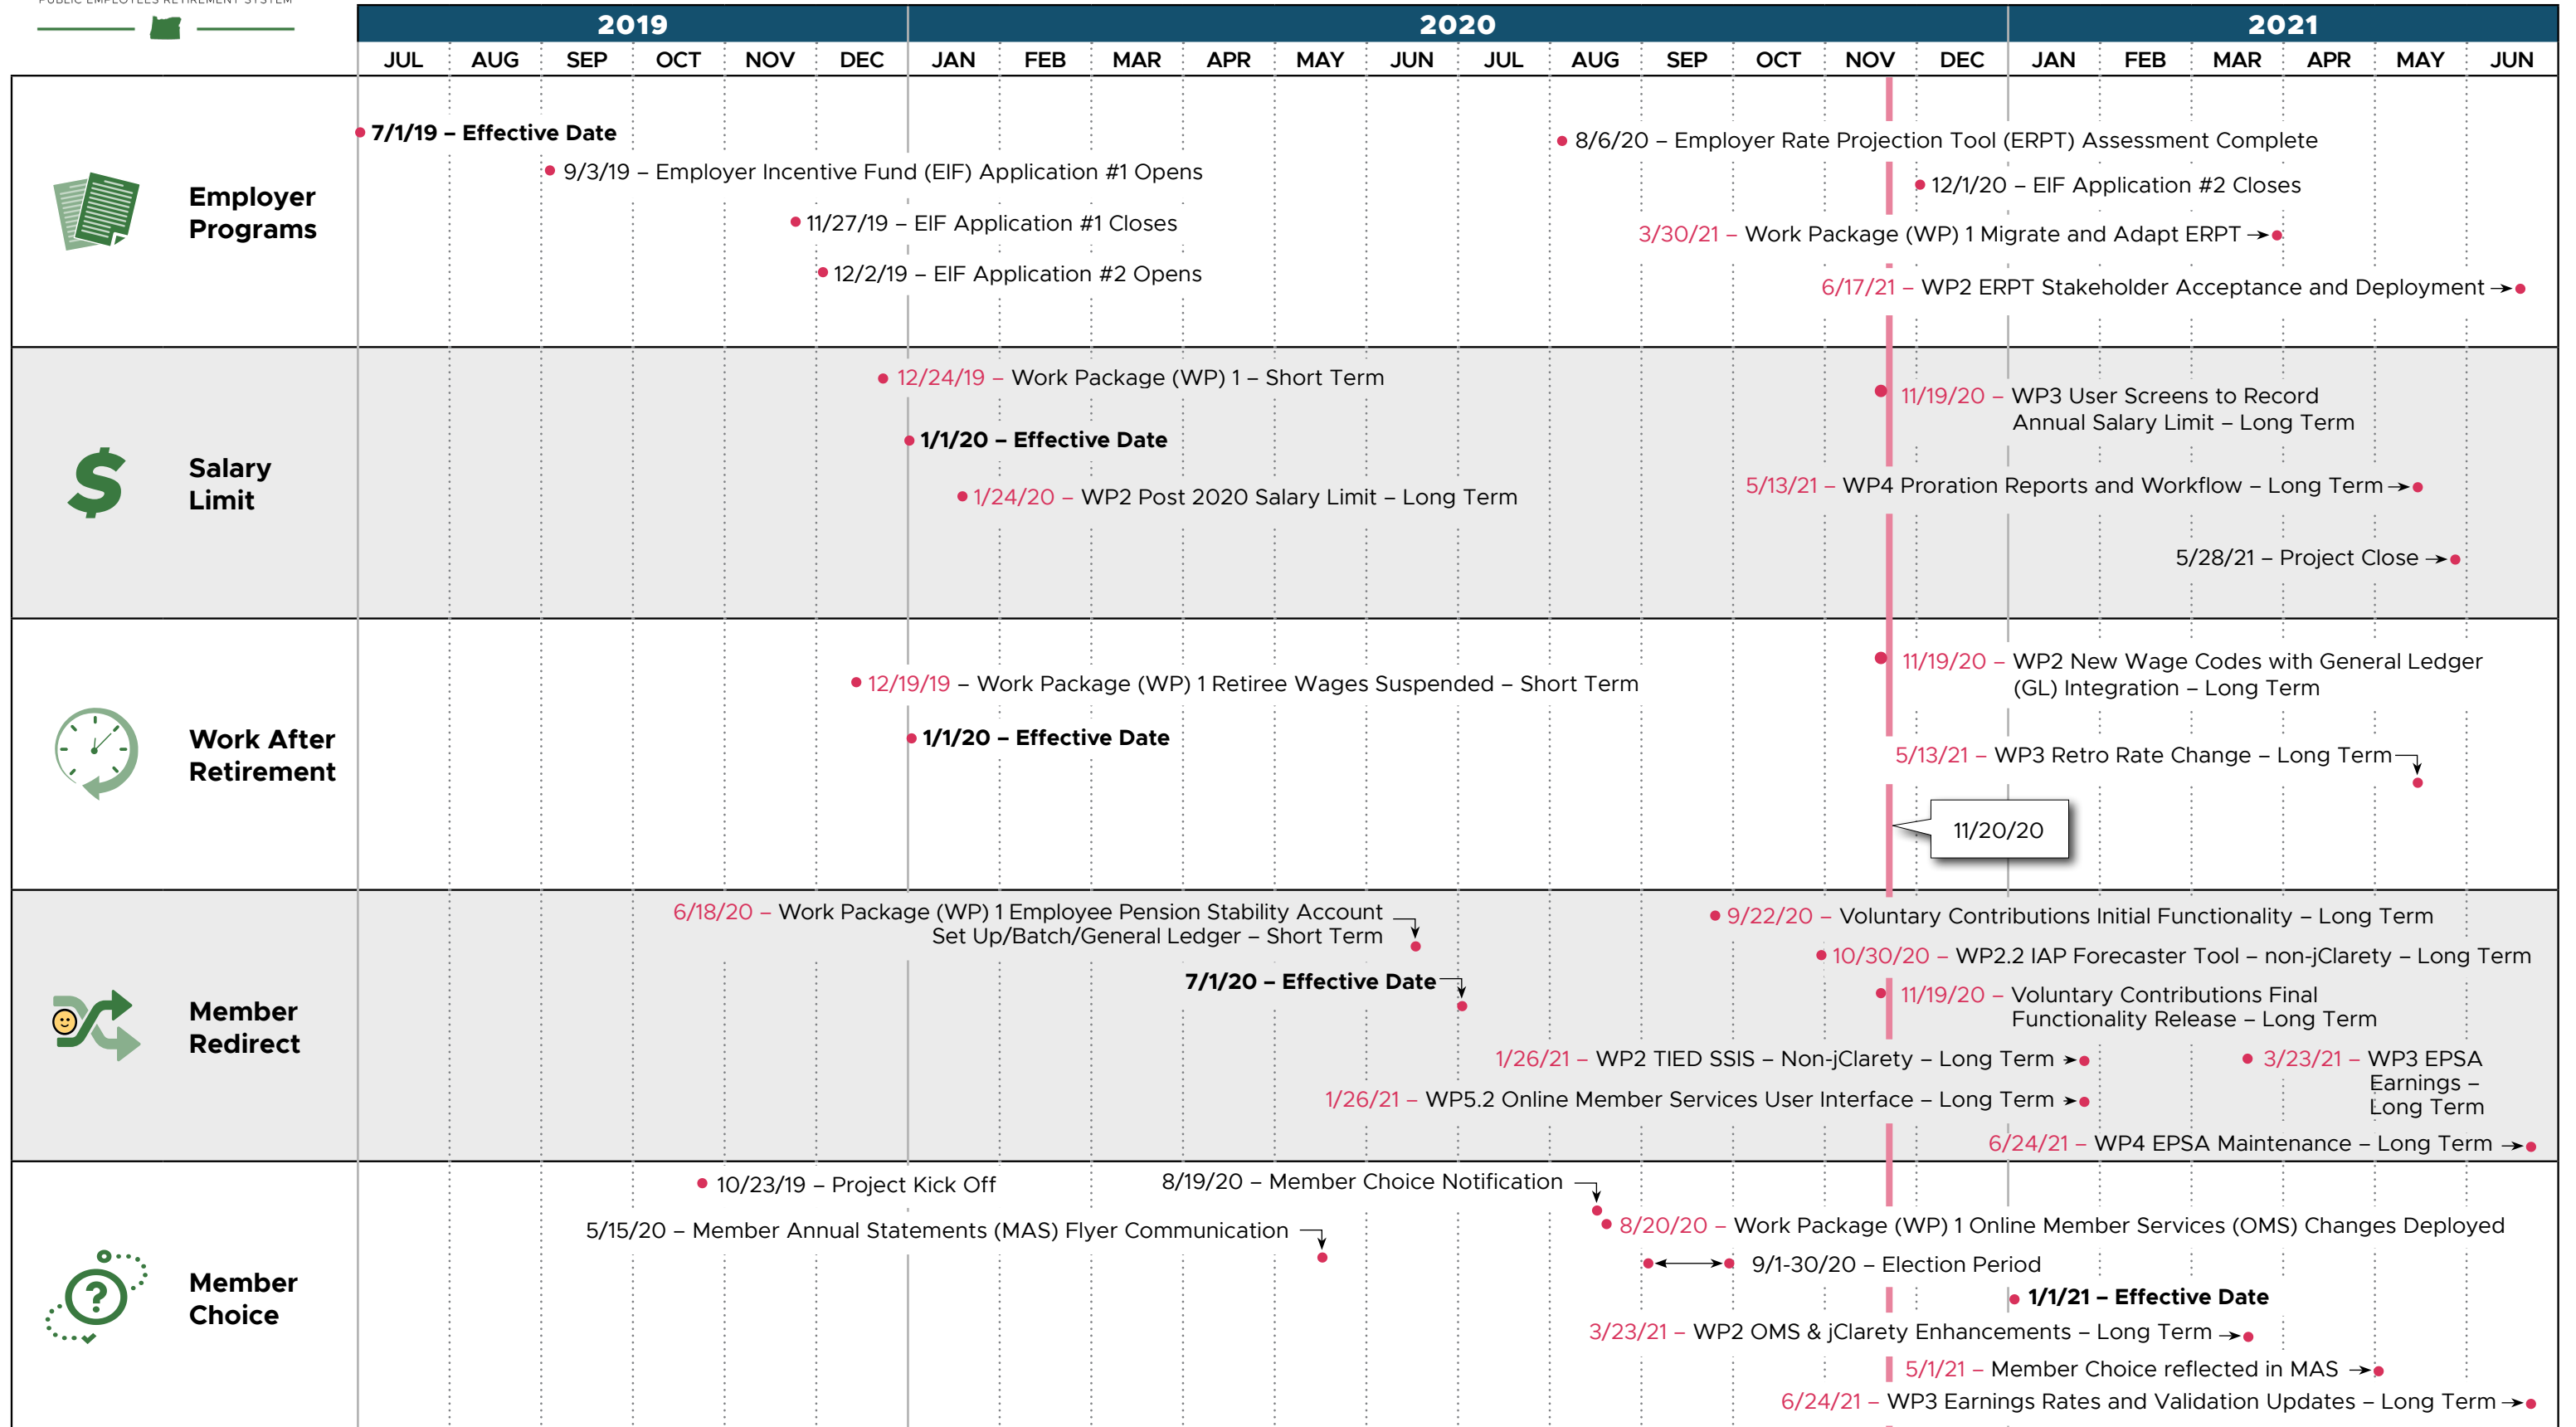 PUBLIC EMPLOYEES RETIREMENT SYSTEM
2019 2020 2021
JUL AUG SEP OCT NOV DEC JAN FEB MAR APR MAY JUN JUL AUG SEP OCT NOV DEC JAN FEB MAR APR MAY JUN
Employer
Programs
7/1/19 – Effective Date
9/3/19 – Employer Incentive Fund (EIF) Application #1 Opens
11/27/19 – EIF Application #1 Closes
12/2/19 – EIF Application #2 Opens
8/6/20 – Employer Rate Projection Tool (ERPT) Assessment Complete
12/1/20 – EIF Application #2 Closes
3/30/21 – Work Package (WP) 1 Migrate and Adapt ERPT
6/17/21 – WP2 ERPT Stakeholder Acceptance and Deployment
Salary
Limit
$
12/24/19 – Work Package (WP) 1 – Short Term
1/1/20 – Effective Date
1/24/20 – WP2 Post 2020 Salary Limit – Long Term
11/19/20 – WP3 User Screens to Record
Annual Salary Limit – Long Term
5/13/21 – WP4 Proration Reports and Workflow – Long Term
5/28/21 – Project Close
Work After
Retirement
12/19/19 – Work Package (WP) 1 Retiree Wages Suspended – Short Term
1/1/20 – Effective Date
11/19/20 – WP2 New Wage Codes with General Ledger
(GL) Integration – Long Term
5/13/21 – WP3 Retro Rate Change – Long Term
11/20/20
Member
Redirect
6/18/20 – Work Package (WP) 1 Employee Pension Stability Account
Set Up/Batch/General Ledger – Short Term
7/1/20 – Effective Date
9/22/20 – Voluntary Contributions Initial Functionality – Long Term
10/30/20 – WP2.2 IAP Forecaster Tool – non-jClarety – Long Term
11/19/20 – Voluntary Contributions Final
Functionality Release – Long Term
1/26/21 – WP2 TIED SSIS – Non-jClarety – Long Term
3/23/21 – WP3 EPSA
Earnings –
Long Term
1/26/21 – WP5.2 Online Member Services User Interface – Long Term
6/24/21 – WP4 EPSA Maintenance – Long Term
Member
Choice
?
10/23/19 – Project Kick Off
8/19/20 – Member Choice Notification
5/15/20 – Member Annual Statements (MAS) Flyer Communication
8/20/20 – Work Package (WP) 1 Online Member Services (OMS) Changes Deployed
9/1-30/20 – Election Period
1/1/21 – Effective Date
3/23/21 – WP2 OMS & jClarety Enhancements – Long Term
5/1/21 – Member Choice reflected in MAS
6/24/21 – WP3 Earnings Rates and Validation Updates – Long Term